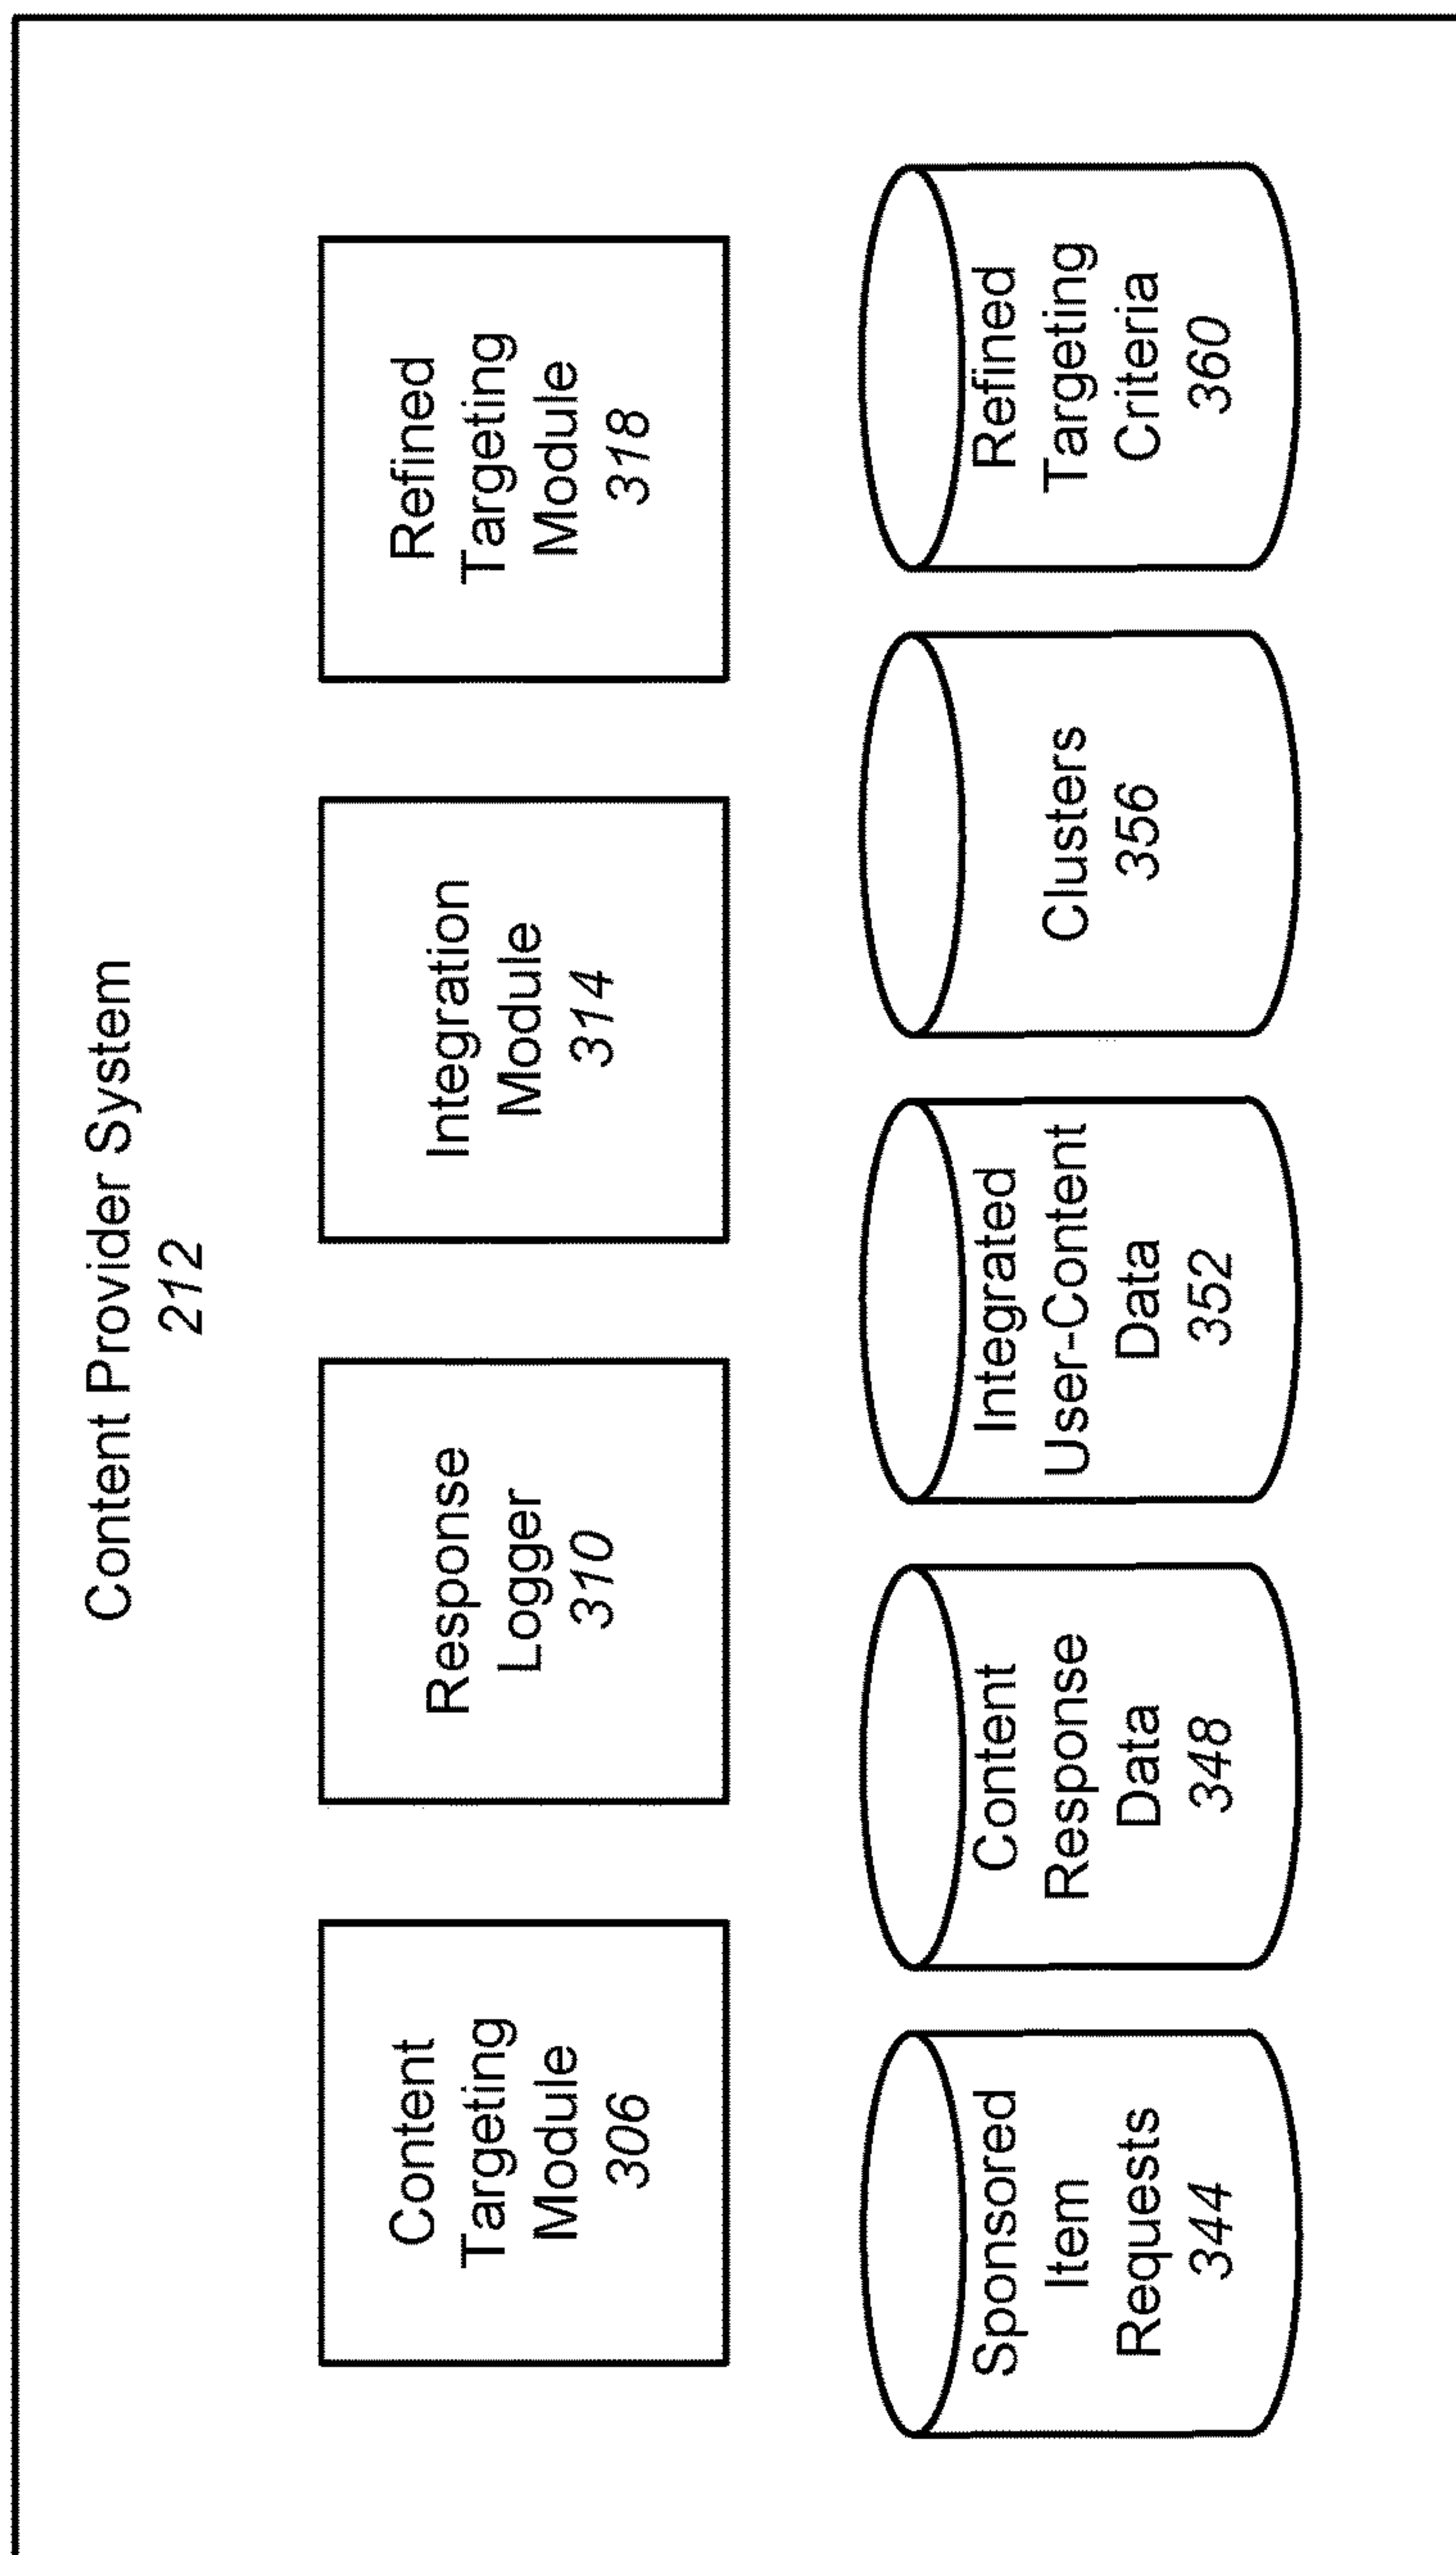 Content Provider System
212
Content
Targeting
Module
306
Response
Logger
310
Integration
Module
314
Refined
Targeting
Module
318
Sponsored
Item
Requests
344
Content
Response
Data
348
Integrated
User-Content
Data
352
Clusters
356
Refined
Targeting
Criteria
360